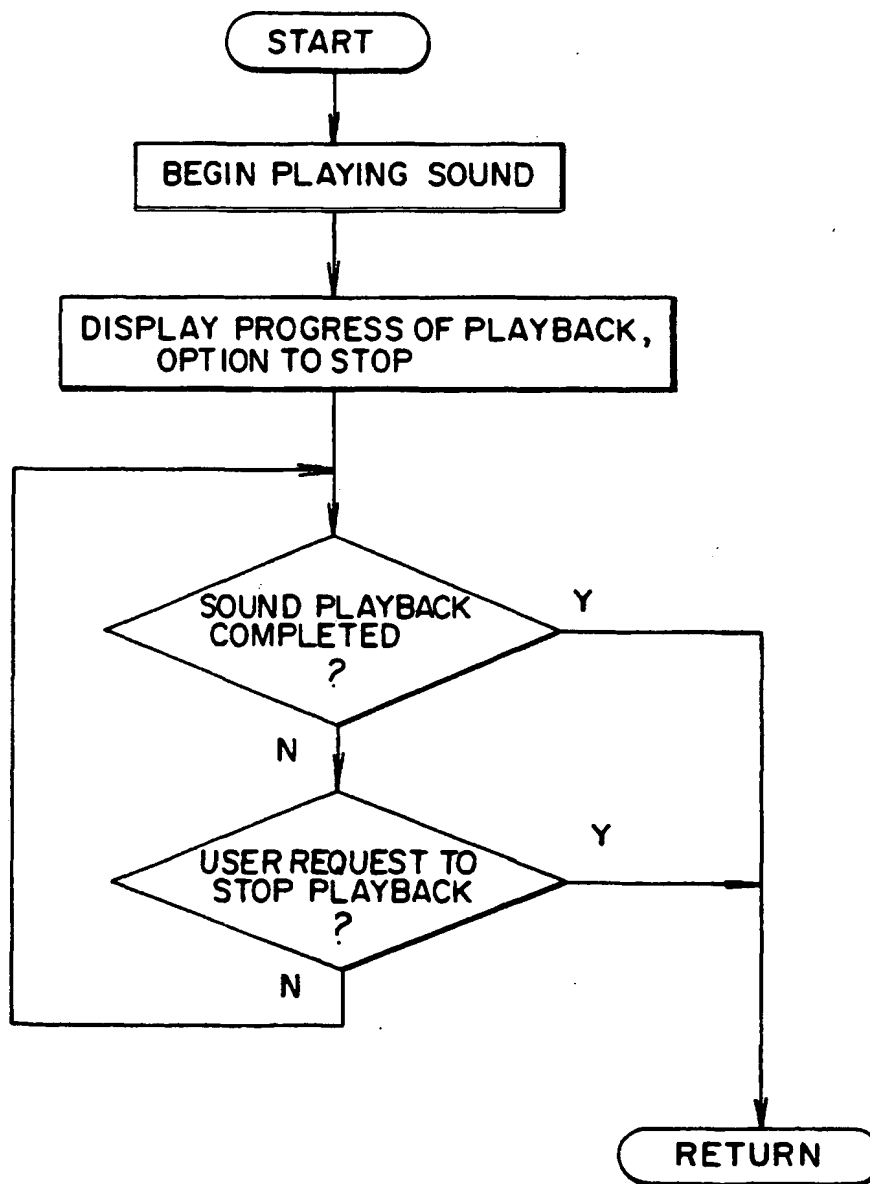 START
BEGIN PLAYING SOUND
DISPLAY PROGRESS OF PLAYBACK,
OPTION TO STOP
SOUND PLAYBACK
COMPLETED
?
Y
N
USER REQUEST TO
STOP PLAYBACK
?
Y
N
RETURN